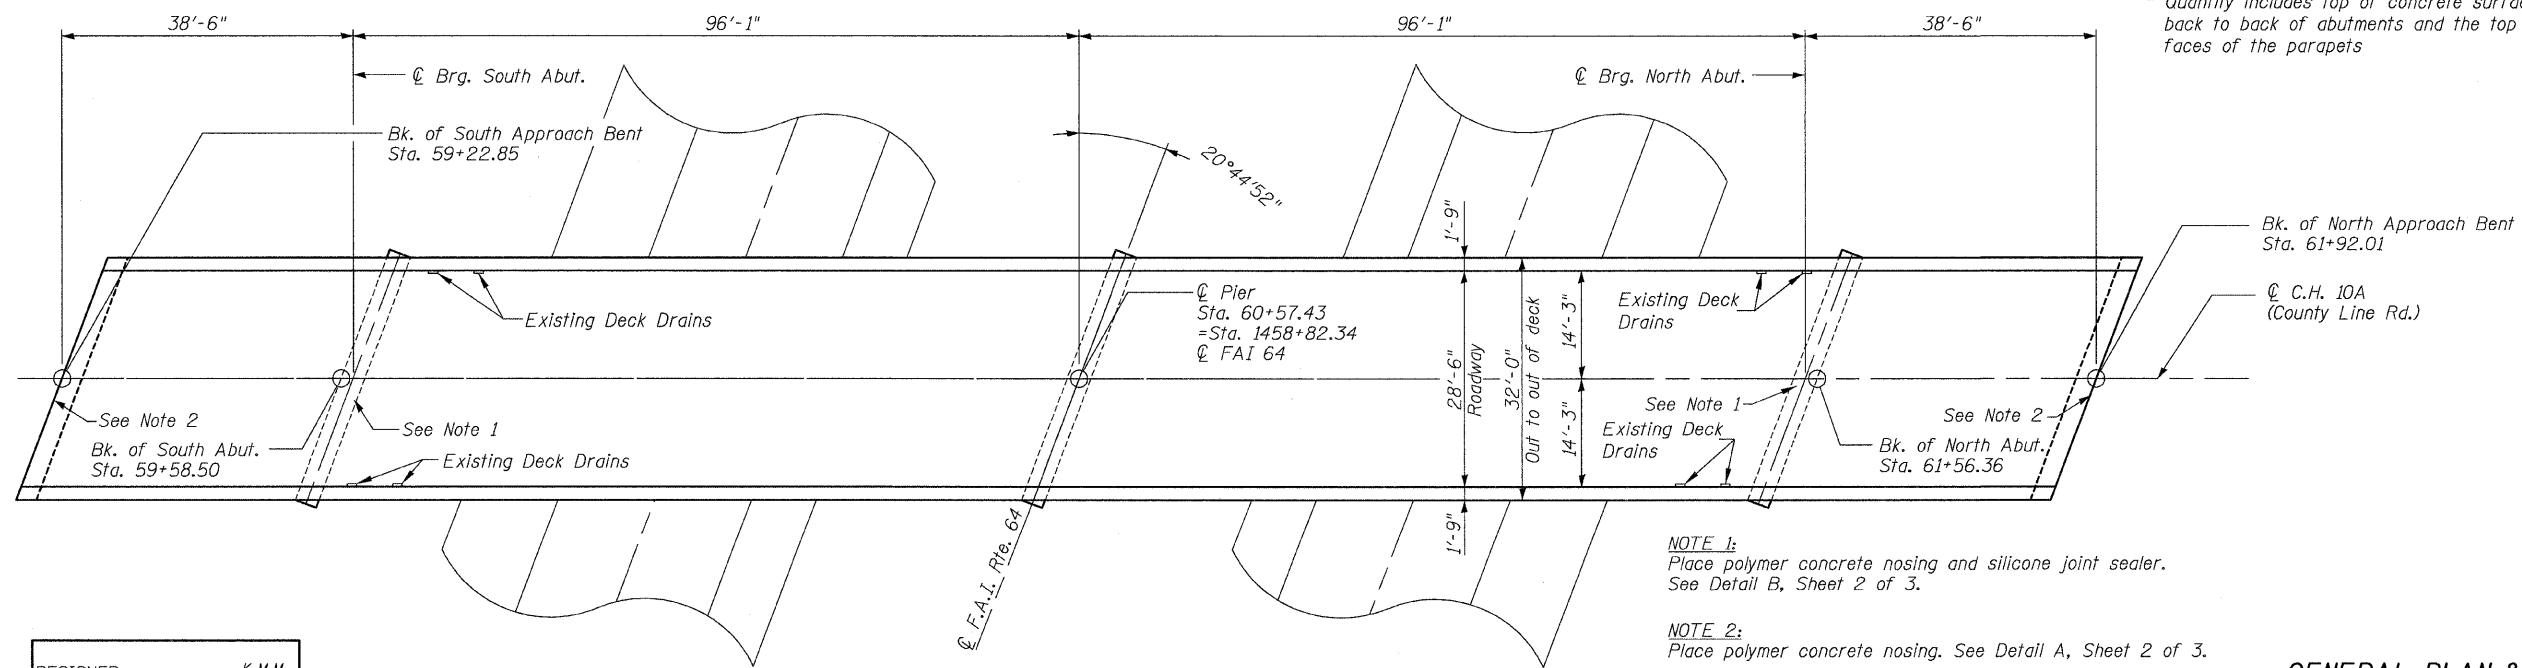 38'-6"
96'-1"
96'-1"
38'-6"
Quantity includes top of concrete
back to back of abutments and the top
faces of the parapets
℄ Brg. South Abut.
℄ Brg. North Abut.
Bk. of South Approach Bent
Sta. 59+22.85
20°44'52"
1'-9"
Bk. of North Approach Bent
Sta. 61+92.01
℄ C.H. 10A
(County Line Rd.)
Existing Deck Drains
℄ Pier
Sta. 60+57.43
=Sta. 1458+82.34
℄ FAI 64
Existing Deck
Drains
28'-6"
Roadway
32'-0"
Out to out of deck
14'-3"
14'-3"
See Note 2
Bk. of South Abut.
Sta. 59+58.50
See Note 1
Existing Deck Drains
See Note 1
Existing Deck
Drains
See Note 2
Bk. of North Abut.
Sta. 61+56.36
1'-9"
℄ F.A.I. Rte. 64
NOTE 1:
Place polymer concrete nosing and silicone joint sealer.
See Detail B, Sheet 2 of 3.
NOTE 2:
Place polymer concrete nosing. See Detail A, Sheet 2 of 3.